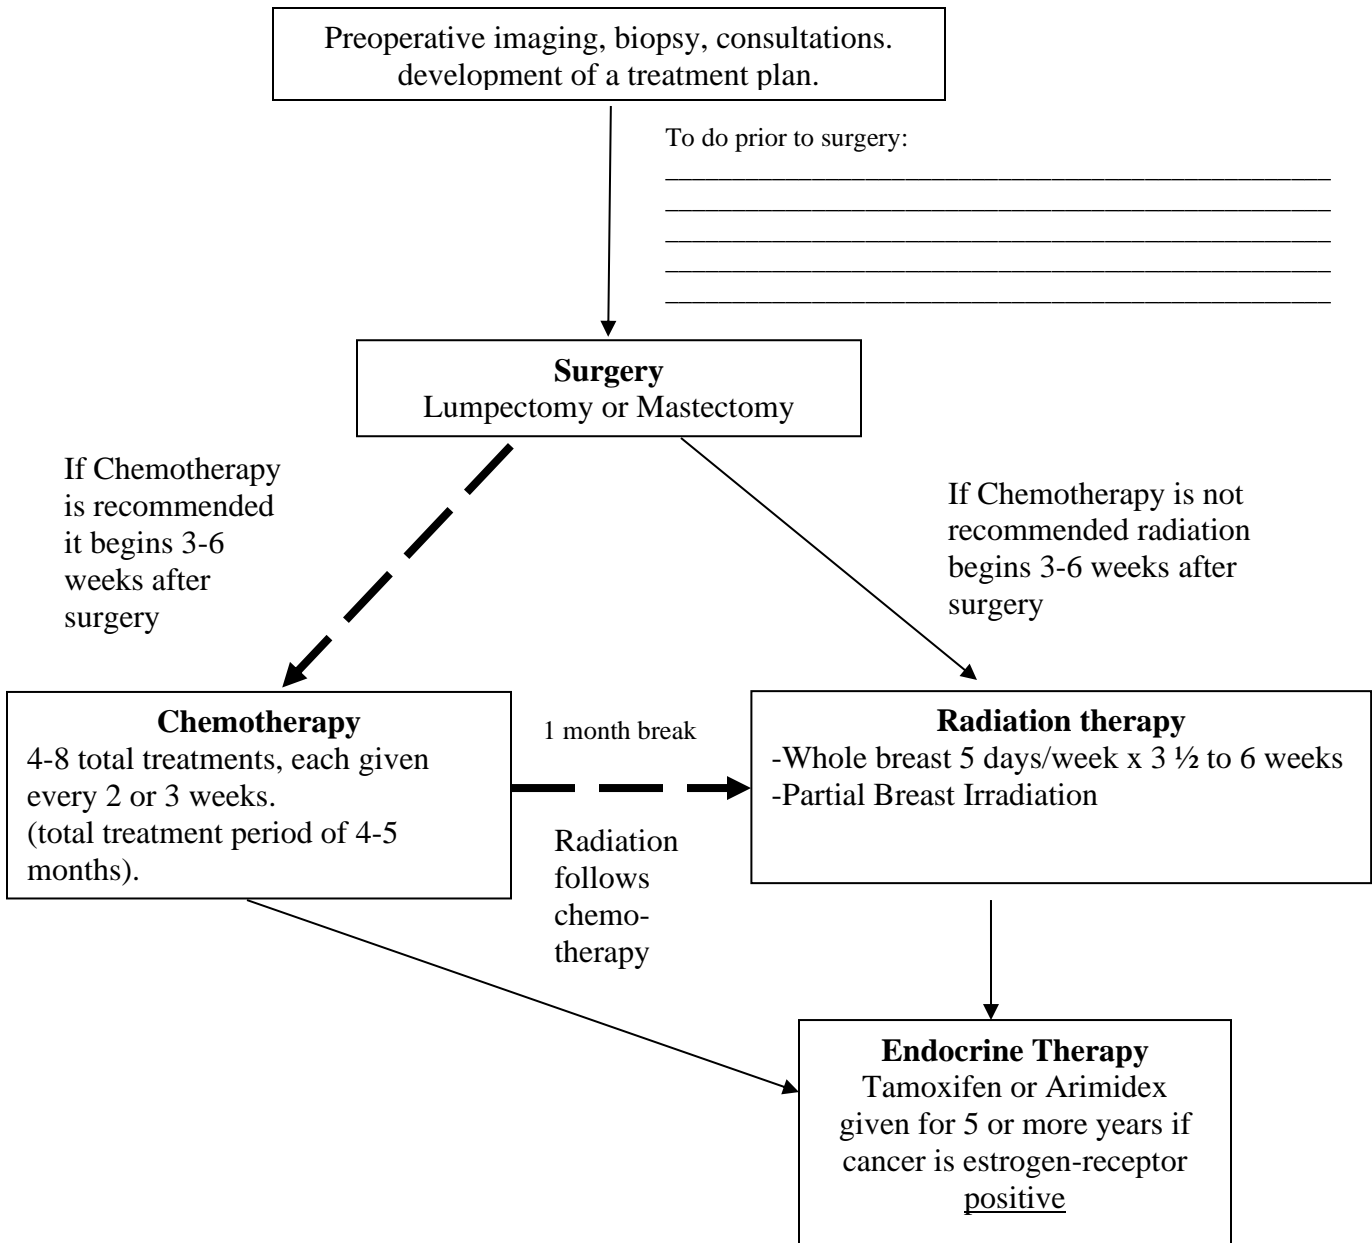 Preoperative imaging, biopsy, consultations.
development of a treatment plan.
To do prior to surgery:
Surgery
Lumpectomy or Mastectomy
If Chemotherapy
is recommended
it begins 3-6
weeks after
surgery
If Chemotherapy is not
recommended radiation
begins 3-6 weeks after
surgery
Chemotherapy
4-8 total treatments, each given
every 2 or 3 weeks.
(total treatment period of 4-5
months).
1 month break
Radiation
follows
chemo-
therapy
Radiation therapy
-Whole breast 5 days/week x 3 ½ to 6 weeks
-Partial Breast Irradiation
Endocrine Therapy
Tamoxifen or Arimidex
given for 5 or more years if
cancer is estrogen-receptor
positive